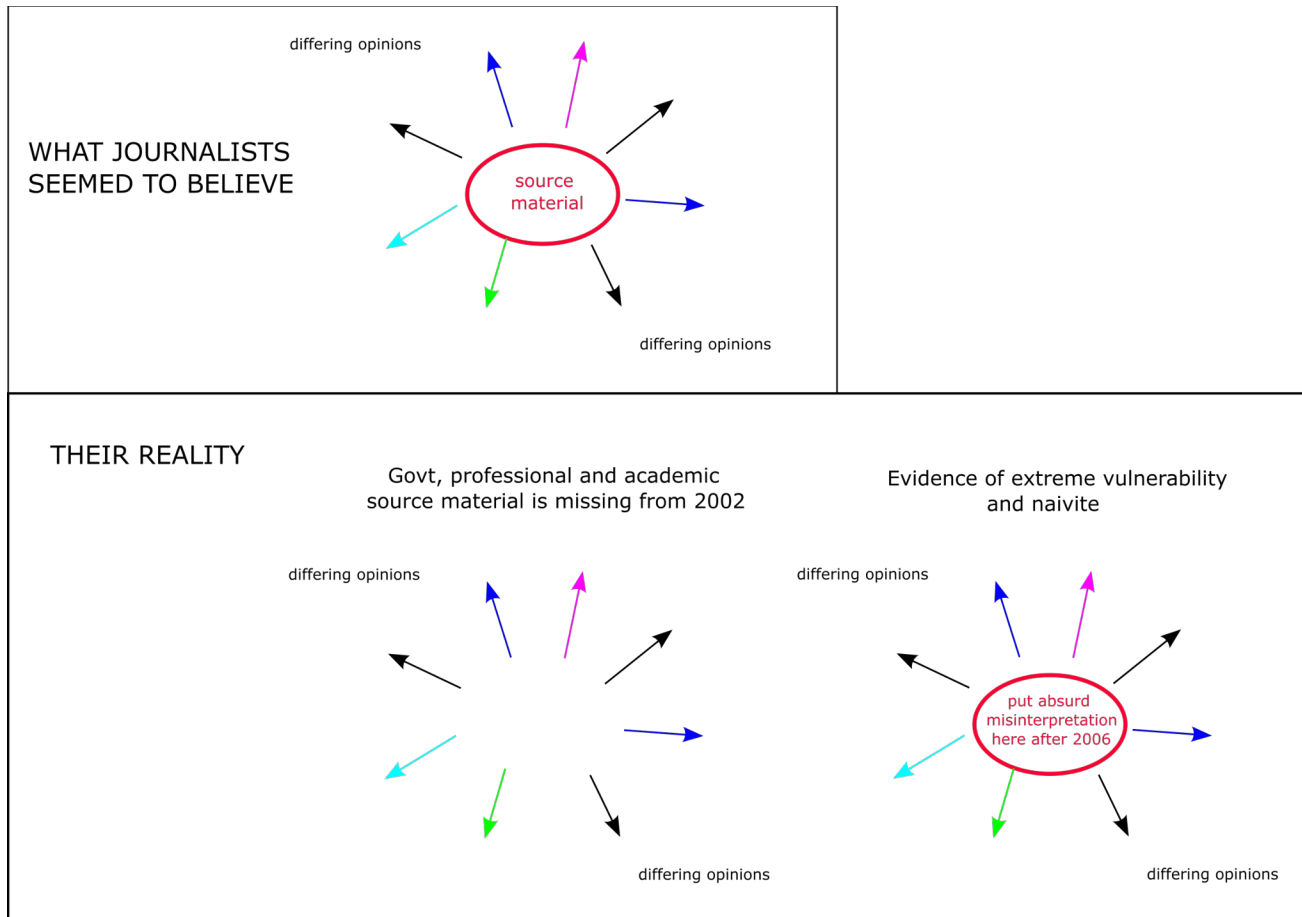 differing opinions
WHAT JOURNALISTS
SEEMED TO BELIEVE
source
material
differing opinions
THEIR REALITY
Govt, professional and academic
source material is missing from 2002
Evidence of extreme vulnerability
and naivite
differing opinions
differing opinions
put absurd
misinterpretation
here after 2006
differing opinions
differing opinions